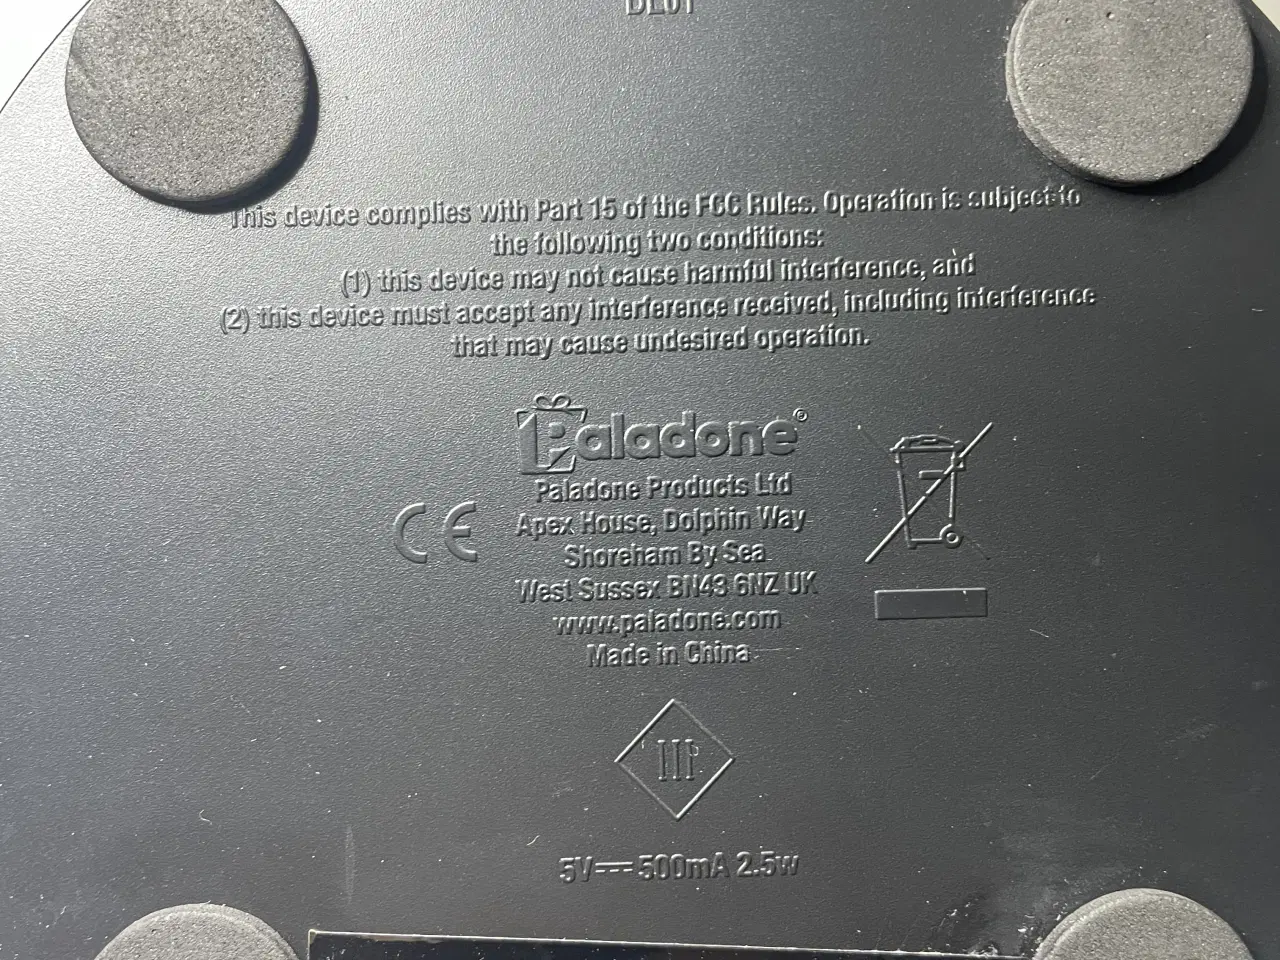 This device complies with Part 15 of the FCC Rules. Operation is subject to
the following two conditions:
(1) this device may not cause harmful interference, and
(2) this device must accept any interference received, including interference
that may cause undesired operation.
Paladone©
Paladone Products Ltd
Apex House, Dolphin Way
Shoreham By Sea
West Sussex BN43 6NZ UK
www.paladone.com
Made in China
CE
III
5V⎓500mA 2.5w